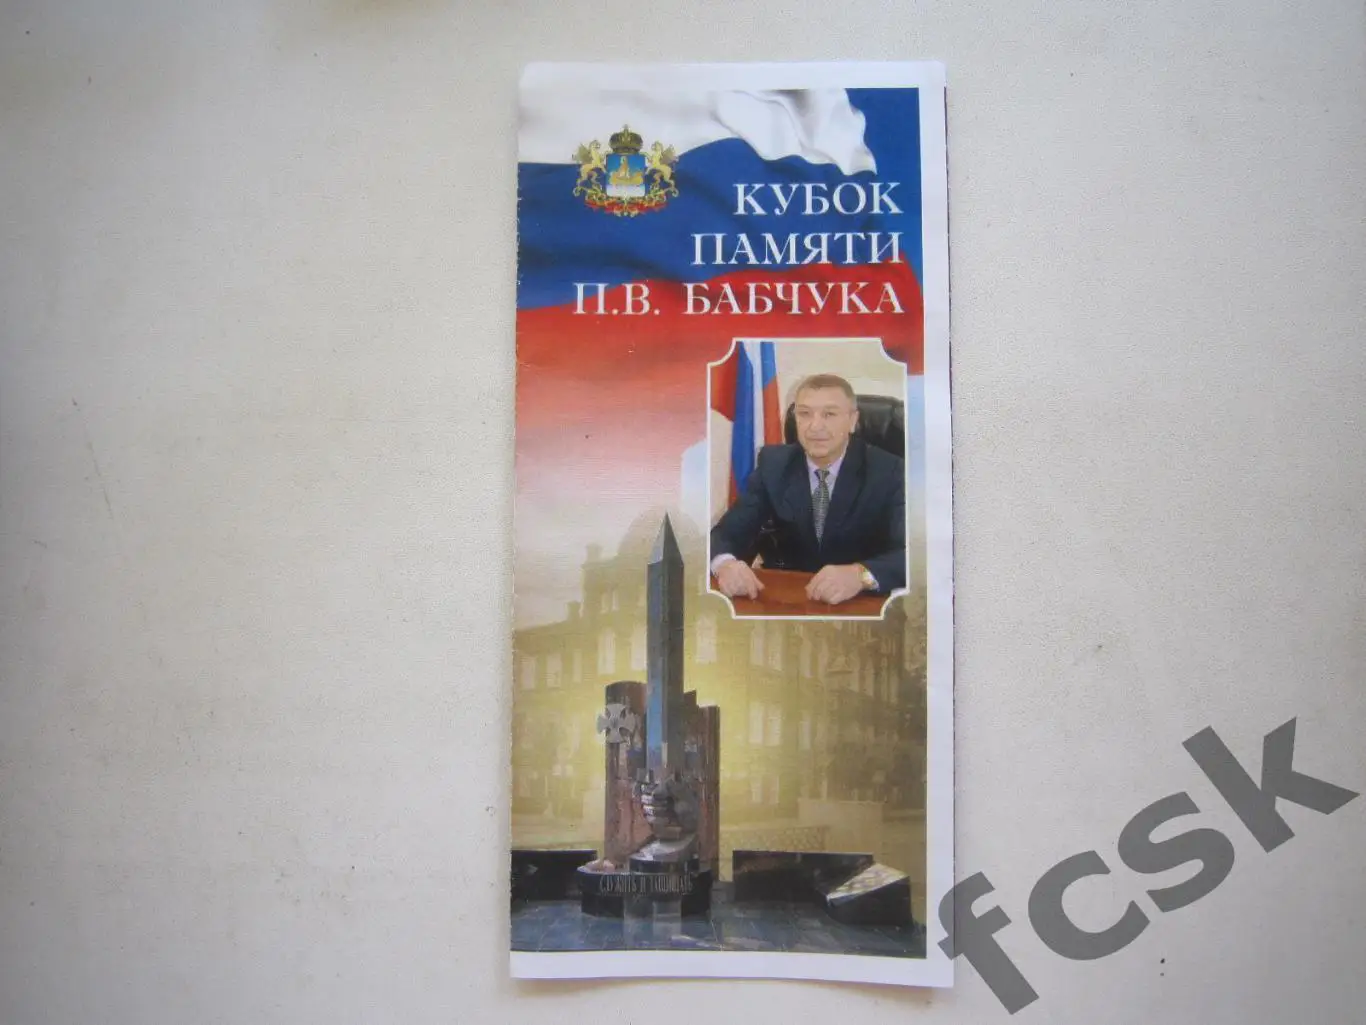 КУБОК
ПАМЯТИ
П.В. БАБЧУКА
СЛУЖИТЬ И ЗАЩИЩАТЬ
fcsk